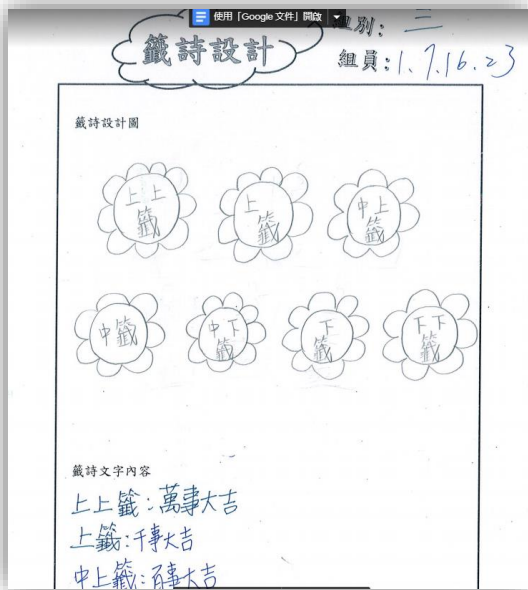 使用「Google 文件」開啟
組別：三
籤詩設計
組員：1.7.16.23
籤詩設計圖
上上
籤
上
籤
中上
籤
中籤
中下
籤
下
籤
下下
籤
籤詩文字內容
上上籤：萬事大吉
上籤：千事大吉
中上籤：百事大吉